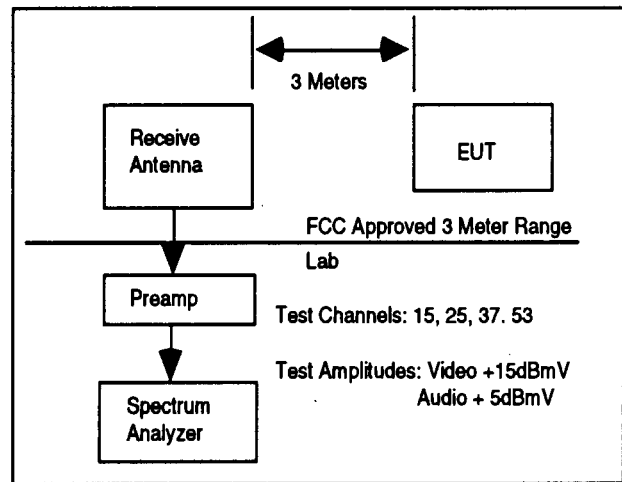 3 Meters
Receive
Antenna
EUT
FCC Approved 3 Meter Range
Lab
Preamp
Test Channels: 15, 25, 37. 53
Test Amplitudes: Video +15dBmV
Audio + 5dBmV
Spectrum
Analyzer